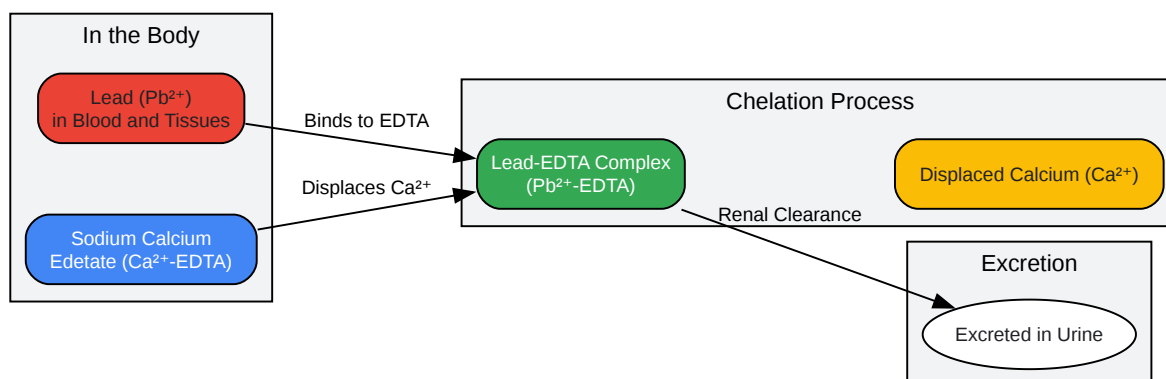 In the Body
Lead (Pb²⁺)
in Blood and Tissues
Sodium Calcium
Edetate (Ca²⁺-EDTA)
Binds to EDTA
Displaces Ca²⁺
Chelation Process
Lead-EDTA Complex
(Pb²⁺-EDTA)
Displaced Calcium (Ca²⁺)
Renal Clearance
Excretion
Excreted in Urine